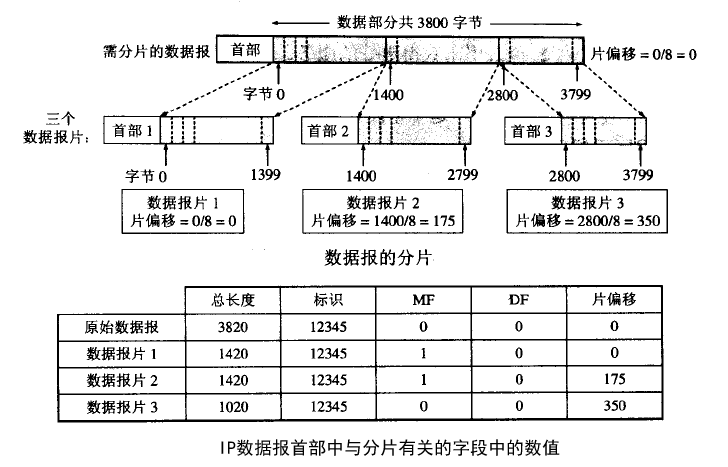 数据部分共 3800 字节
需分片的数据报 首部 片偏移 = 0/8 = 0
字节 0 1400 2800 3799
三个
数据报片: 首部 1 首部 2 首部 3
字节 0 1399 1400 2799 2800 3799
数据报片 1 数据报片 2 数据报片 3
片偏移 = 0/8 = 0 片偏移 = 1400/8 = 175 片偏移 = 2800/8 = 350
数据报的分片
总长度 标识 MF DF 片偏移
原始数据报 3820 12345 0 0 0
数据报片 1 1420 12345 1 0 0
数据报片 2 1420 12345 1 0 175
数据报片 3 1020 12345 0 0 350
IP数据报首部中与分片有关的字段中的数值